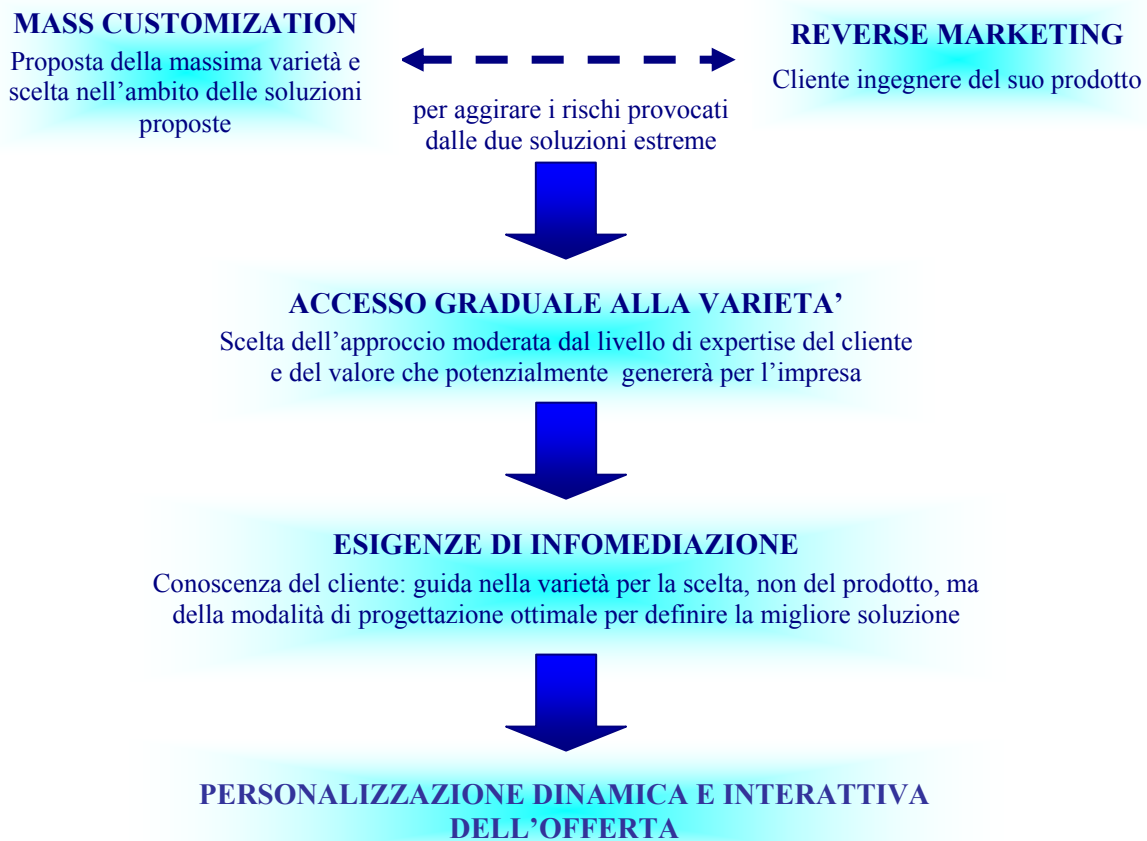 MASS CUSTOMIZATION
Proposta della massima varietà e
scelta nell’ambito delle soluzioni
proposte
per aggirare i rischi provocati
dalle due soluzioni estreme
REVERSE MARKETING
Cliente ingegnere del suo prodotto
ACCESSO GRADUALE ALLA VARIETA’
Scelta dell’approccio moderata dal livello di expertise del cliente
e del valore che potenzialmente genererà per l’impresa
ESIGENZE DI INFOMEDIAZIONE
Conoscenza del cliente: guida nella varietà per la scelta, non del prodotto, ma
della modalità di progettazione ottimale per definire la migliore soluzione
PERSONALIZZAZIONE DINAMICA E INTERATTIVA
DELL’OFFERTA